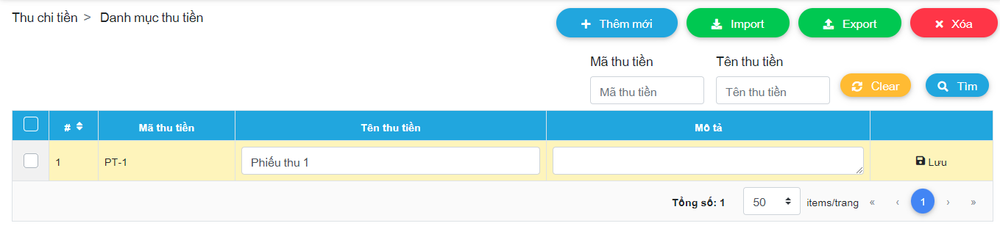 Thu chi tiền > Danh mục thu tiền
Thêm mới Import Export Xóa
Mã thu tiền Tên thu tiền
Mã thu tiền Tên thu tiền Clear Tìm
# Mã thu tiền Tên thu tiền Mô tả
1 PT-1 Phiếu thu 1 Lưu
Tổng số: 1 50 items/trang « ‹ 1 › »